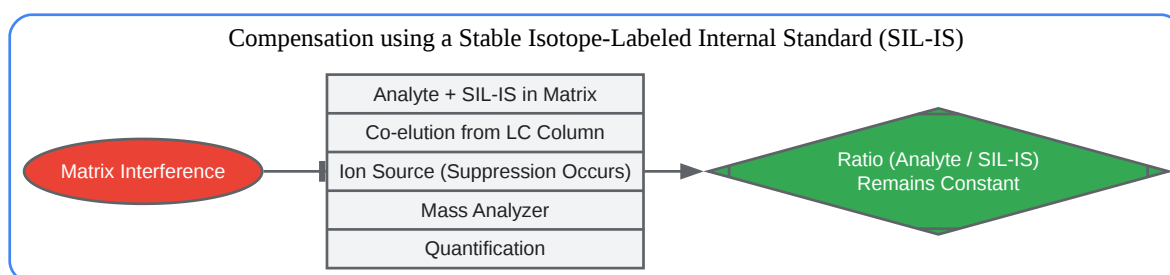 Compensation using a Stable Isotope-Labeled Internal Standard (SIL-IS)
Matrix Interference
Analyte + SIL-IS in Matrix
Co-elution from LC Column
Ion Source (Suppression Occurs)
Mass Analyzer
Quantification
Ratio (Analyte / SIL-IS)
Remains Constant